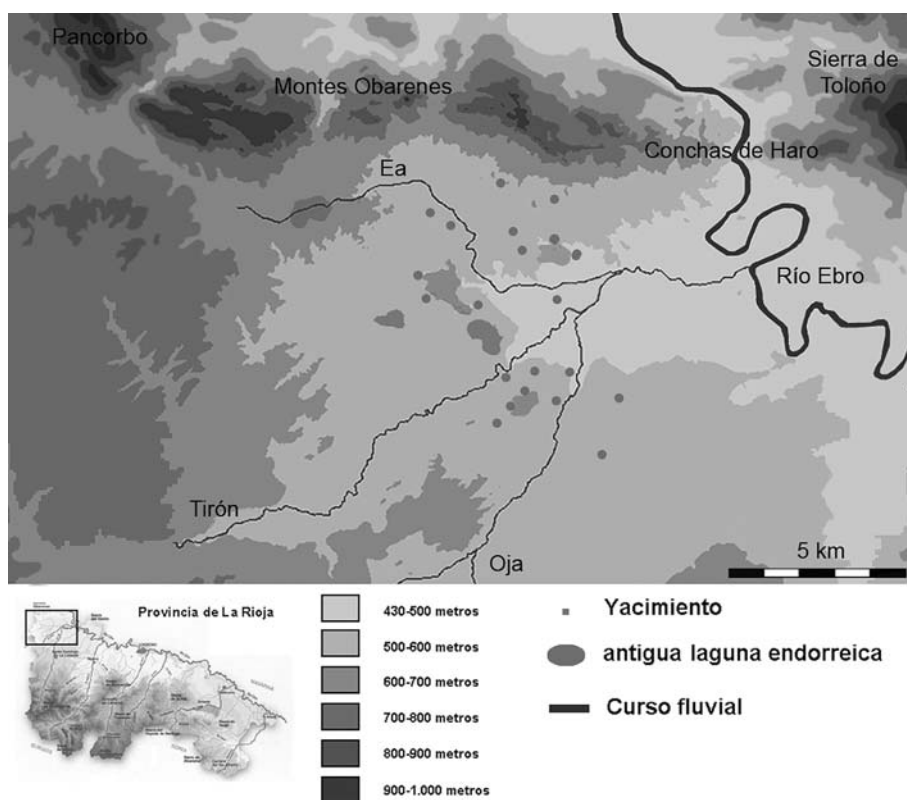 Pancorbo
Sierra de
Toloño
Montes Obarenes
Conchas de Haro
Ea
Río Ebro
Tirón
Oja
5 km
Provincia de La Rioja
430-500 metros
500-600 metros
600-700 metros
700-800 metros
800-900 metros
900-1.000 metros
Yacimiento
antigua laguna endorreica
Curso fluvial